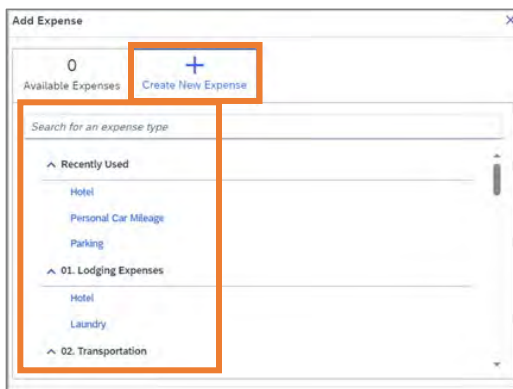 Add Expense
0
Available Expenses
Create New Expense
Search for an expense type
Recently Used
Hotel
Personal Car Mileage
Parking
01. Lodging Expenses
Hotel
Laundry
02. Transportation